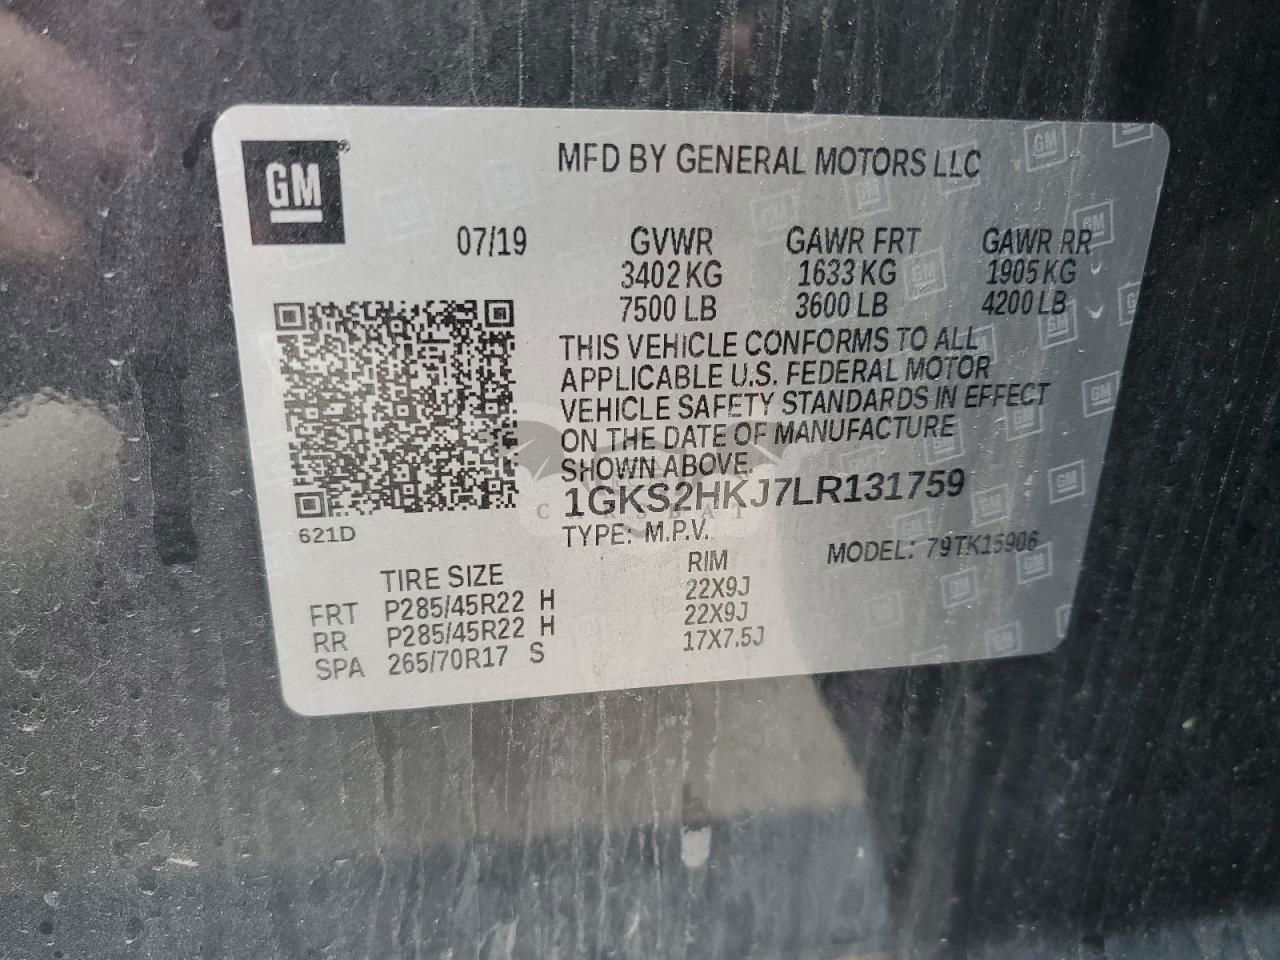 GM
MFD BY GENERAL MOTORS LLC
07/19 GVWR GAWR FRT GAWR RR
3402 KG 1633 KG 1905 KG
7500 LB 3600 LB 4200 LB
THIS VEHICLE CONFORMS TO ALL
APPLICABLE U.S. FEDERAL MOTOR
VEHICLE SAFETY STANDARDS IN EFFECT
ON THE DATE OF MANUFACTURE
SHOWN ABOVE.
1GKS2HKJ7LR131759
621D
TYPE: M.P.V.
MODEL: 79TK15906
TIRE SIZE RIM
FRT P285/45R22 H 22X9J
RR P285/45R22 H 22X9J
SPA 265/70R17 S 17X7.5J